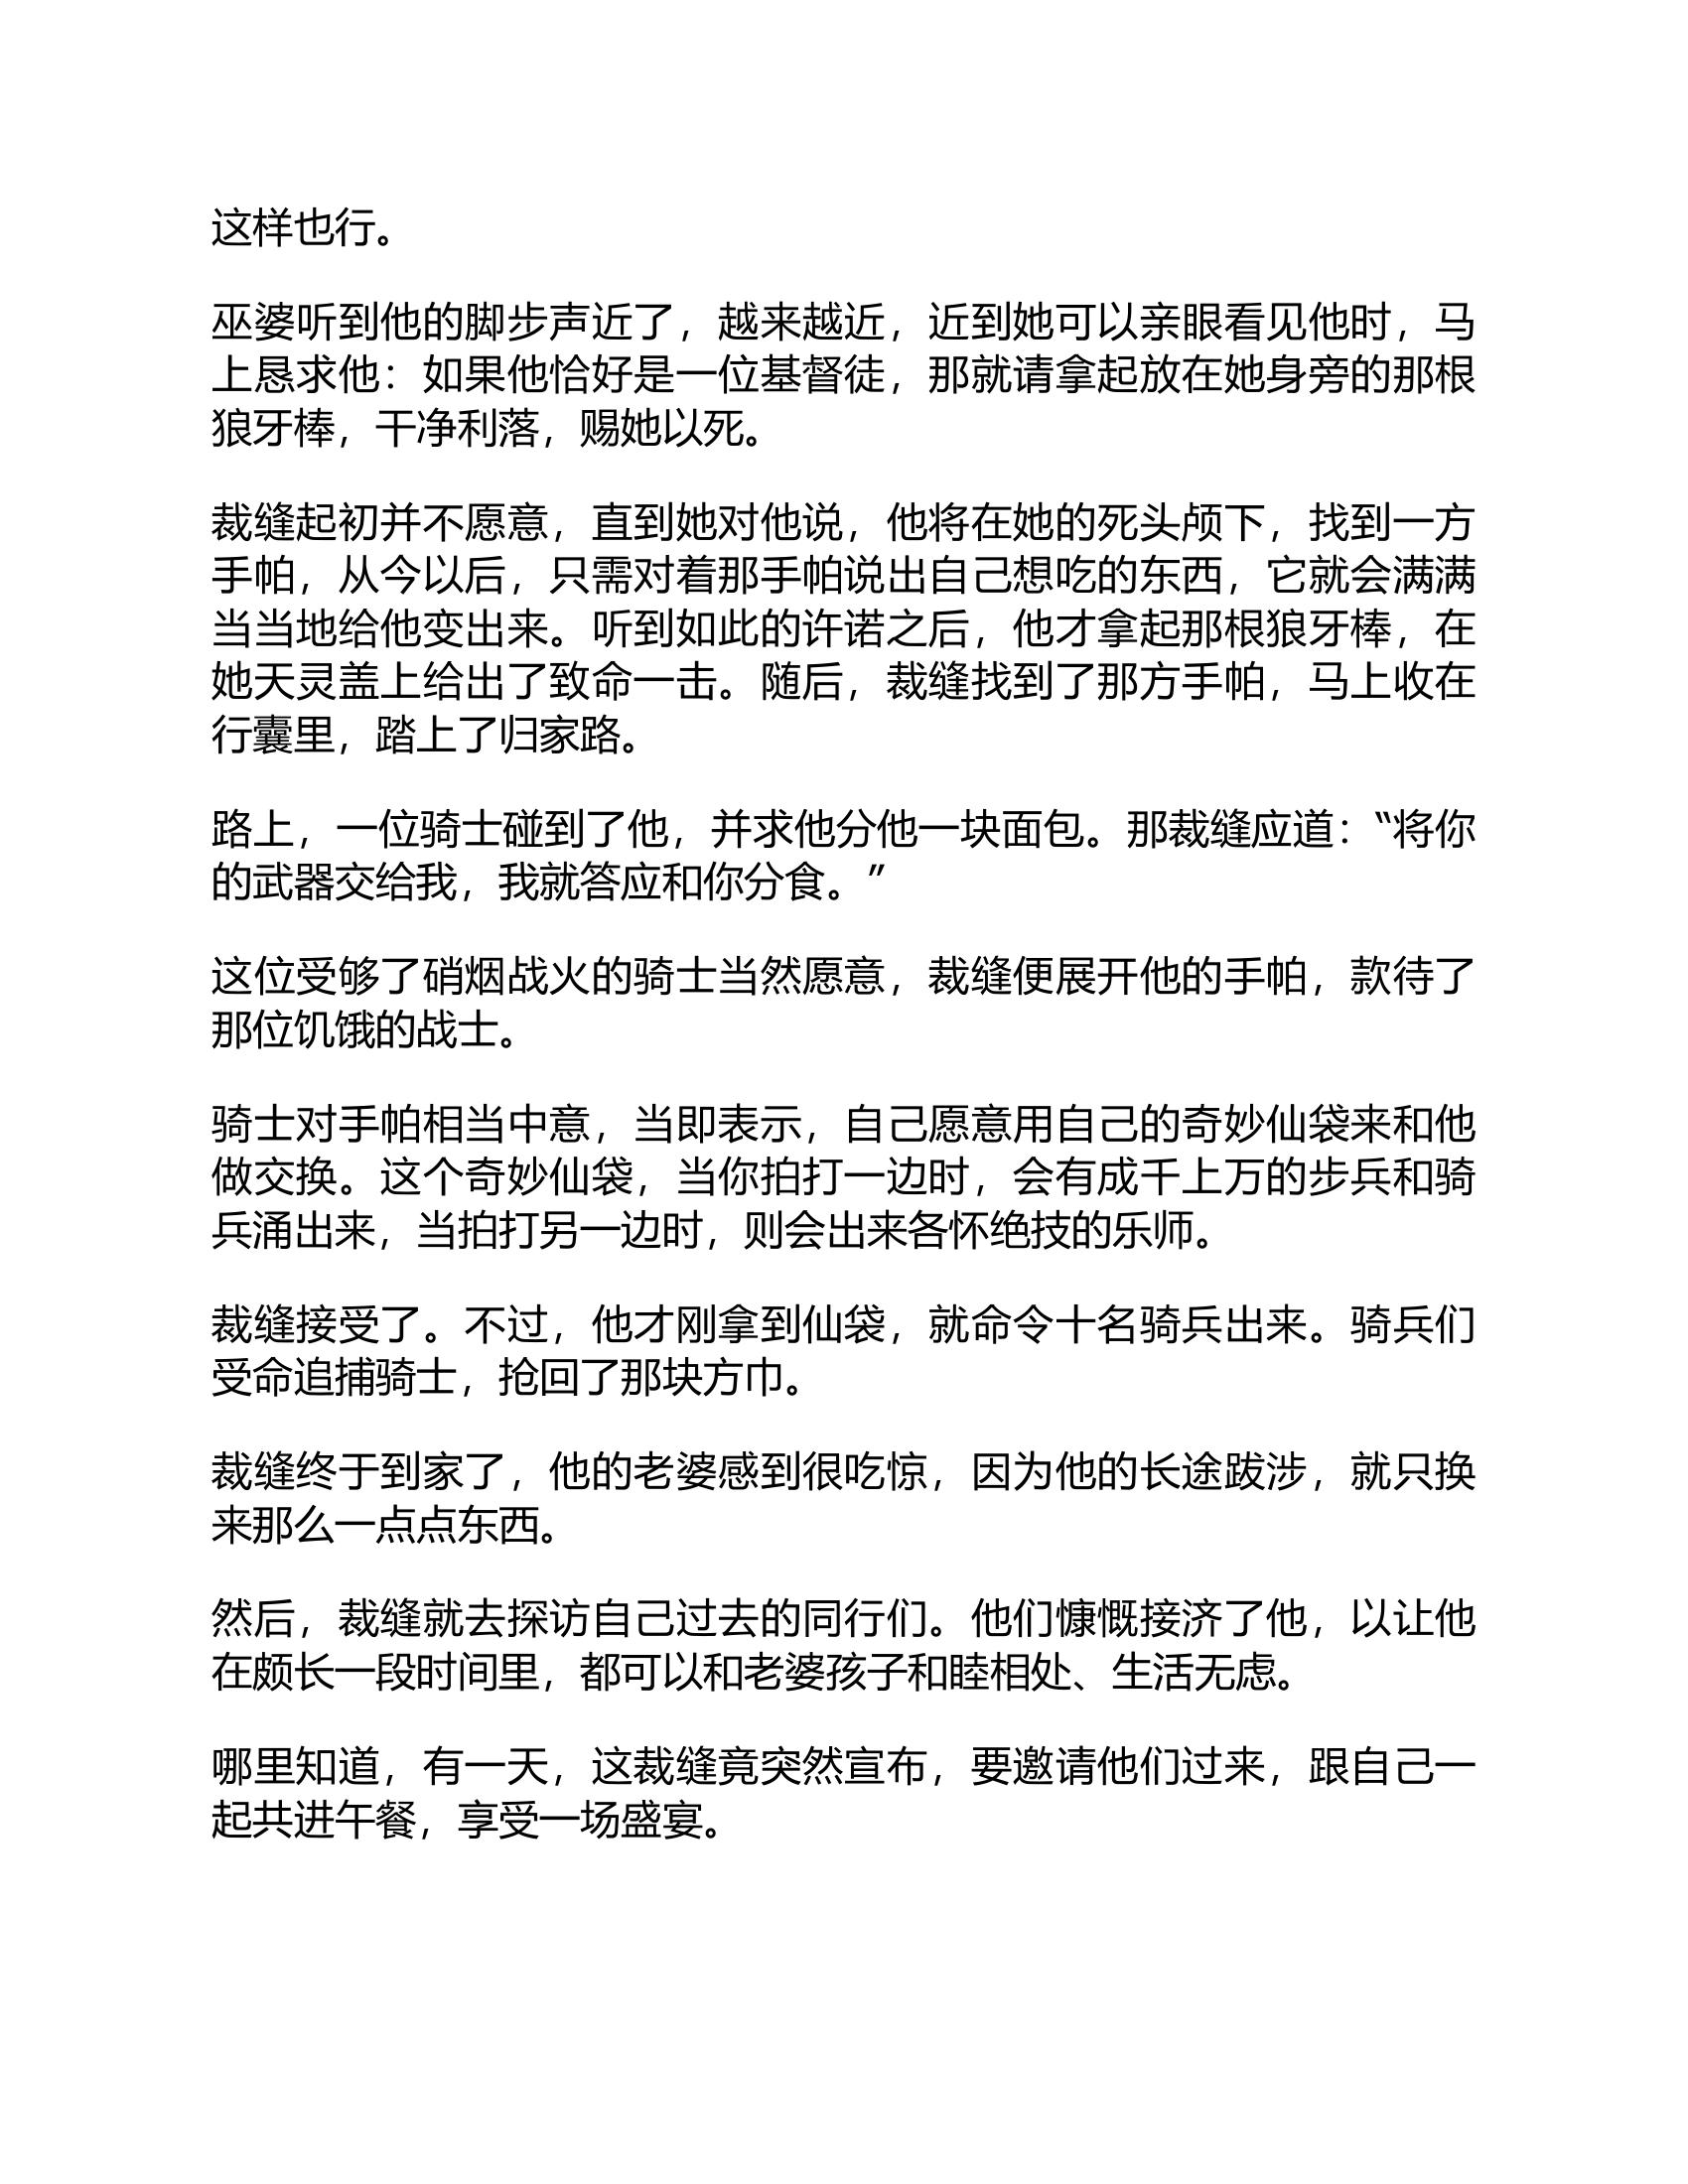 这样也行。
巫婆听到他的脚步声近了，越来越近，近到她可以亲眼看见他时，马
上恳求他：如果他恰好是一位基督徒，那就请拿起放在她身旁的那根
狼牙棒，干净利落，赐她以死。
裁缝起初并不愿意，直到她对他说，他将在她的死头颅下，找到一方
手帕，从今以后，只需对着那手帕说出自己想吃的东西，它就会满满
当当地给他变出来。听到如此的许诺之后，他才拿起那根狼牙棒，在
她天灵盖上给出了致命一击。随后，裁缝找到了那方手帕，马上收在
行囊里，踏上了归家路。
路上，一位骑士碰到了他，并求他分他一块面包。那裁缝应道：“将你
的武器交给我，我就答应和你分食。”
这位受够了硝烟战火的骑士当然愿意，裁缝便展开他的手帕，款待了
那位饥饿的战士。
骑士对手帕相当中意，当即表示，自己愿意用自己的奇妙仙袋来和他
做交换。这个奇妙仙袋，当你拍打一边时，会有成千上万的步兵和骑
兵涌出来，当拍打另一边时，则会出来各怀绝技的乐师。
裁缝接受了。不过，他才刚拿到仙袋，就命令十名骑兵出来。骑兵们
受命追捕骑士，抢回了那块方巾。
裁缝终于到家了，他的老婆感到很吃惊，因为他的长途跋涉，就只换
来那么一点点东西。
然后，裁缝就去探访自己过去的同行们。他们慷慨接济了他，以让他
在颇长一段时间里，都可以和老婆孩子和睦相处、生活无虑。
哪里知道，有一天，这裁缝竟突然宣布，要邀请他们过来，跟自己一
起共进午餐，享受一场盛宴。